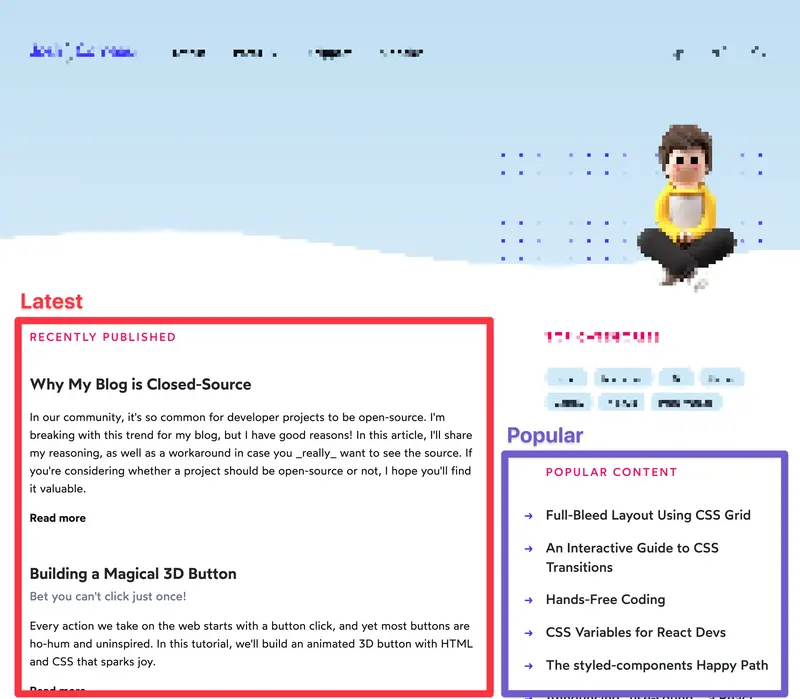 Latest
RECENTLY PUBLISHED
Why My Blog is Closed-Source
In our community, it's so common for developer projects to be open-source. I'm
breaking with this trend for my blog, but I have good reasons! In this article, I'll share
my reasoning, as well as a workaround in case you _really_ want to see the source. If
you're considering whether a project should be open-source or not, I hope you'll find
it valuable.
Read more
Building a Magical 3D Button
Bet you can't click just once!
Every action we take on the web starts with a button click, and yet most buttons are
ho-hum and uninspired. In this tutorial, we'll build an animated 3D button with HTML
and CSS that sparks joy.
Read more
Popular
POPULAR CONTENT
→ Full-Bleed Layout Using CSS Grid
→ An Interactive Guide to CSS
Transitions
→ Hands-Free Coding
→ CSS Variables for React Devs
→ The styled-components Happy Path